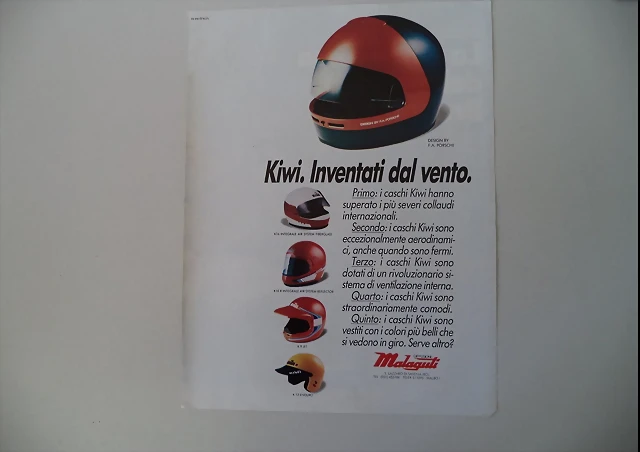 DESIGN BY F.A. PORSCHE
DESIGN BY
F.A. PORSCHE
Kiwi. Inventati dal vento.
Primo: i caschi Kiwi hanno
superato i più severi collaudi
internazionali.
Secondo: i caschi Kiwi sono
eccezionalmente aerodinami-
ci, anche quando sono fermi.
Terzo: i caschi Kiwi sono
dotati di un rivoluzionario si-
stema di ventilazione interna.
Quarto: i caschi Kiwi sono
straordinariamente comodi.
Quinto: i caschi Kiwi sono
vestiti con i colori più belli che
si vedono in giro. Serve altro?
Malaguti